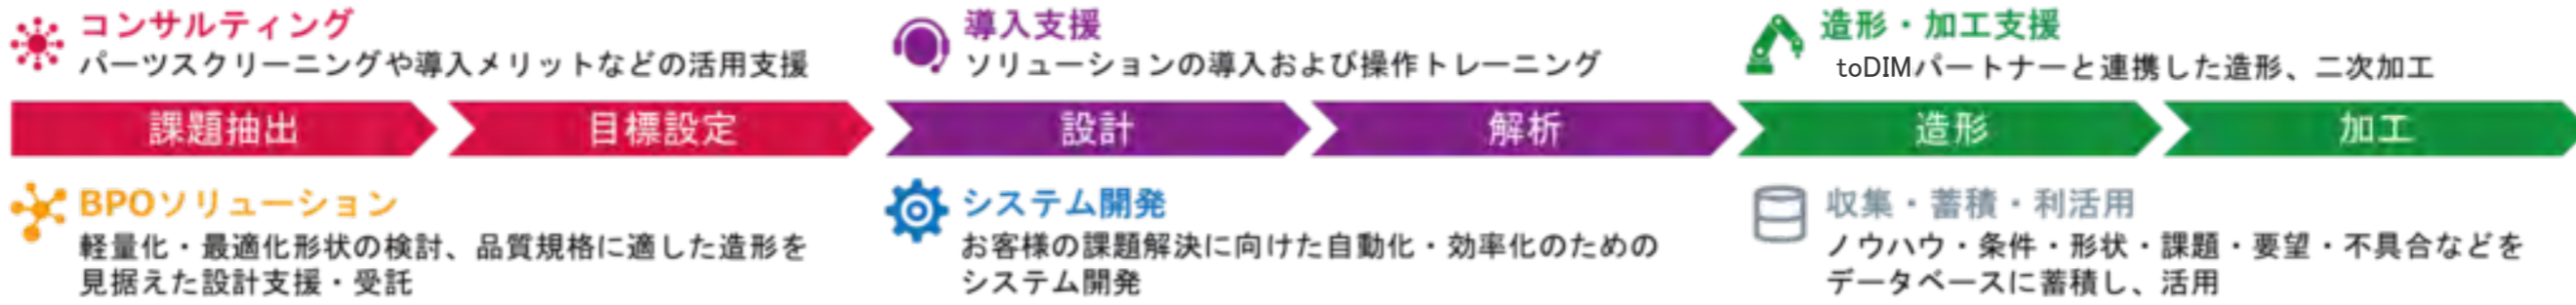 コンサルティング
パーツスクリーニングや導入メリットなどの活用支援
導入支援
ソリューションの導入および操作トレーニング
造形・加工支援
toDIMパートナーと連携した造形、二次加工
課題抽出
目標設定
設計
解析
造形
加工
BPOソリューション
軽量化・最適化形状の検討、品質規格に適した造形を
見据えた設計支援・受託
システム開発
お客様の課題解決に向けた自動化・効率化のための
システム開発
収集・蓄積・利活用
ノウハウ・条件・形状・課題・要望・不具合などを
データベースに蓄積し、活用